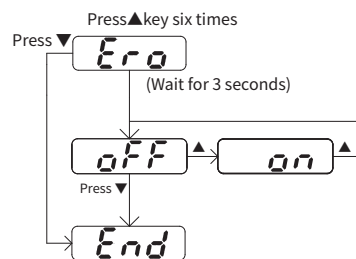 Press▲key six times
Press ▼
Ero
(Wait for 3 seconds)
oFF ▲ on ▲
Press ▼
End